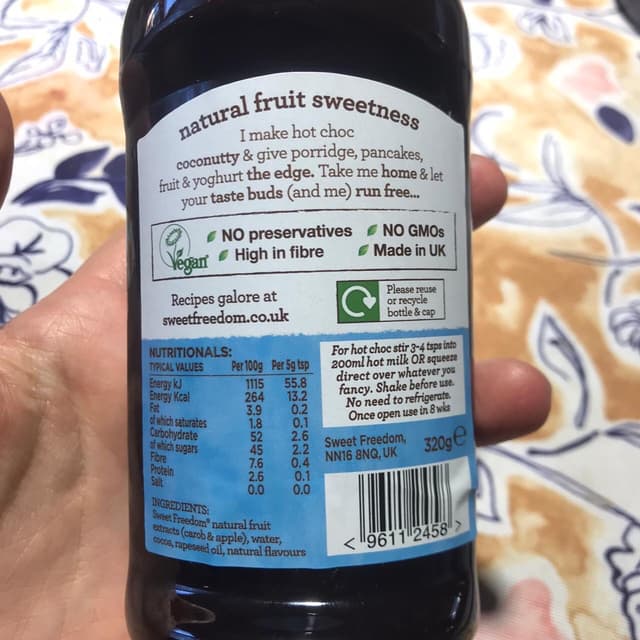 natural fruit sweetness
I make hot choc
coconutty & give porridge, pancakes,
fruit & yoghurt the edge. Take me home & let
your taste buds (and me) run free...
Vegan
NO preservatives
NO GMOs
High in fibre
Made in UK
Recipes galore at
sweetfreedom.co.uk
Please reuse
or recycle
bottle & cap
NUTRITIONALS:
TYPICAL VALUES Per 100g Per 5g tsp
Energy kJ 1115 55.8
Energy Kcal 264 13.2
Fat 3.9 0.2
of which saturates 1.8 0.1
Carbohydrate 52 2.6
of which sugars 45 2.2
Fibre 7.6 0.4
Protein 2.6 0.1
Salt 0.0 0.0
INGREDIENTS:
Sweet Freedom® natural fruit
extracts (carob & apple), water,
cocoa, rapeseed oil, natural flavours
For hot choc stir 3-4 tsps into
200ml hot milk OR squeeze
direct over whatever you
fancy. Shake before use.
No need to refrigerate.
Once open use in 8 wks
Sweet Freedom,
NN16 8NQ, UK
320g e
< 9611 2458 >